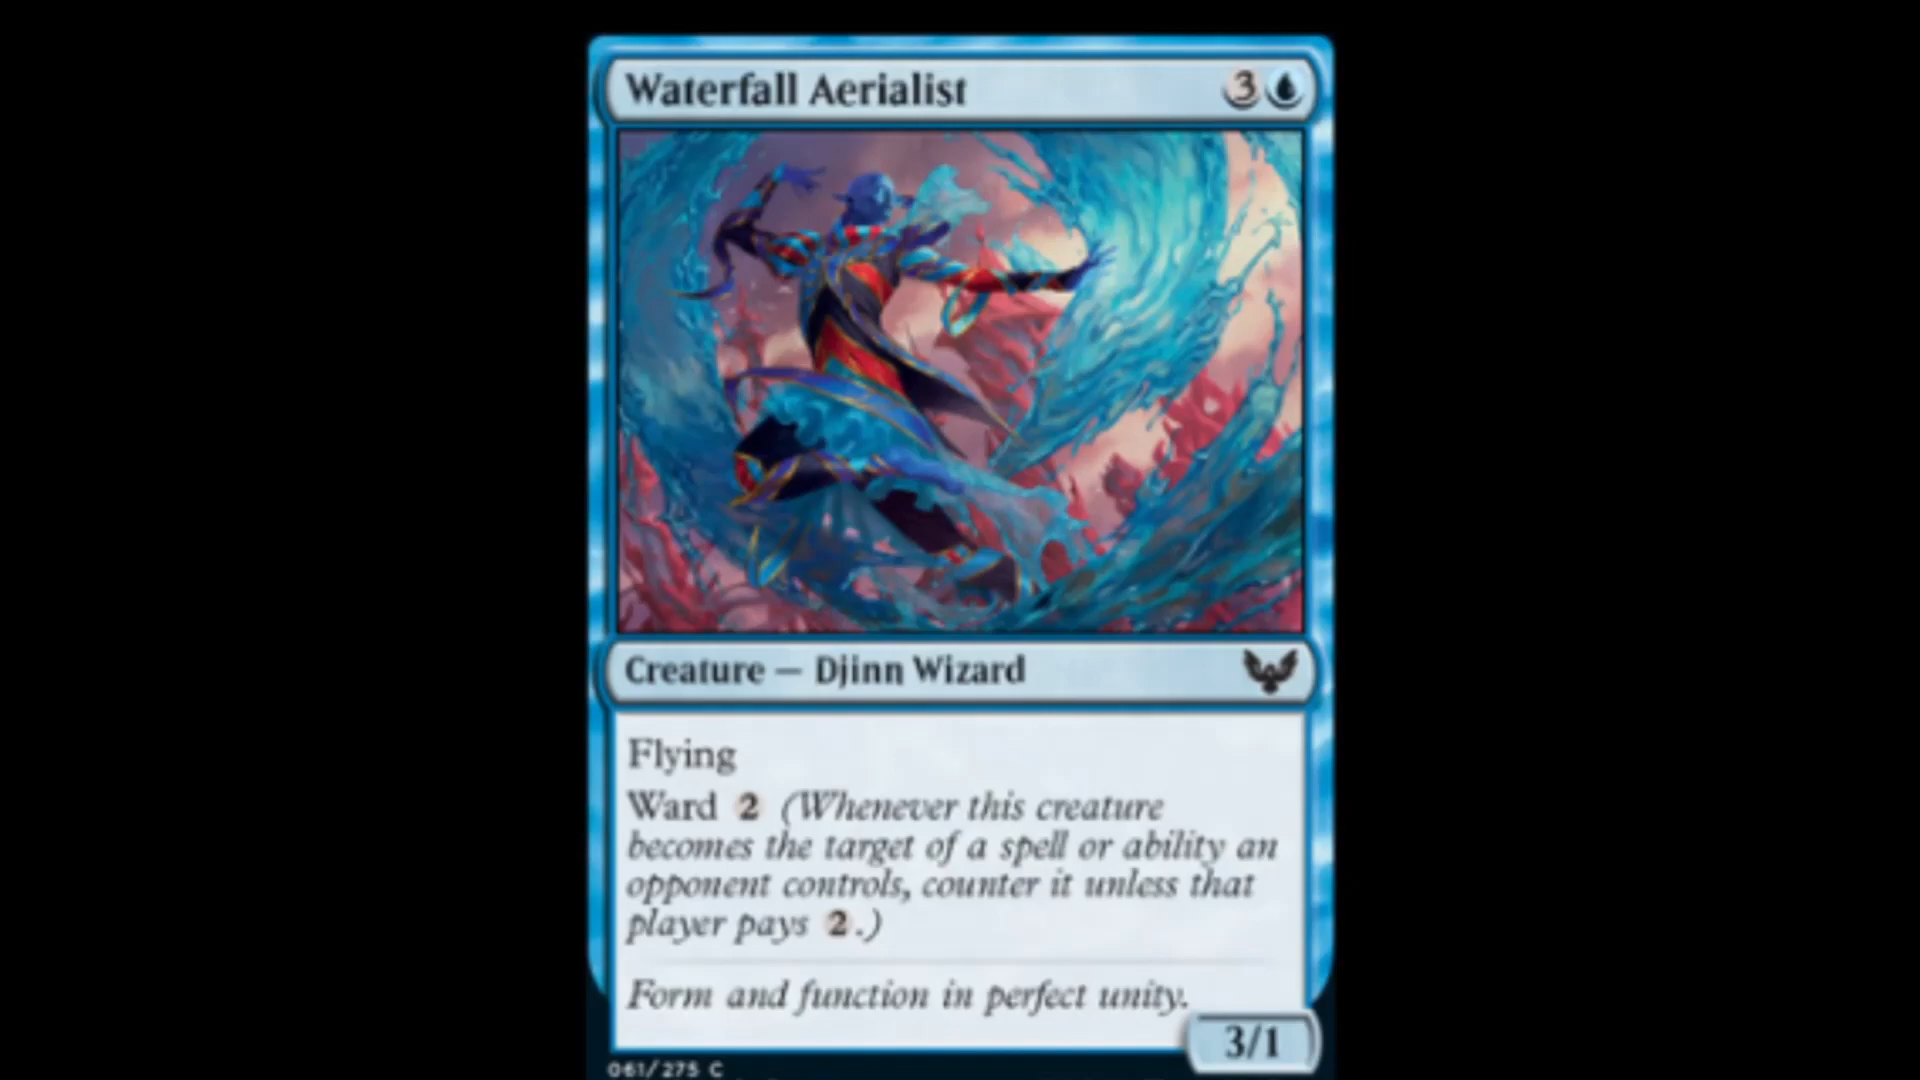 Waterfall Aerialist 3
Creature — Djinn Wizard
Flying
Ward 2 (Whenever this creature
becomes the target of a spell or ability an
opponent controls, counter it unless that
player pays 2.)
Form and function in perfect unity.
3/1
061/275 C